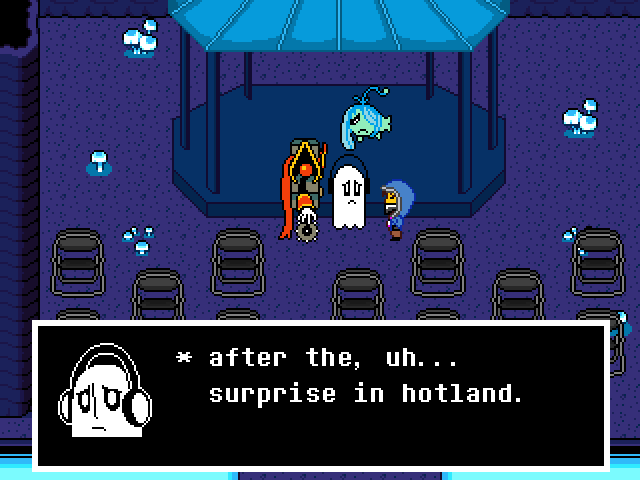 * after the, uh...
surprise in hotland.